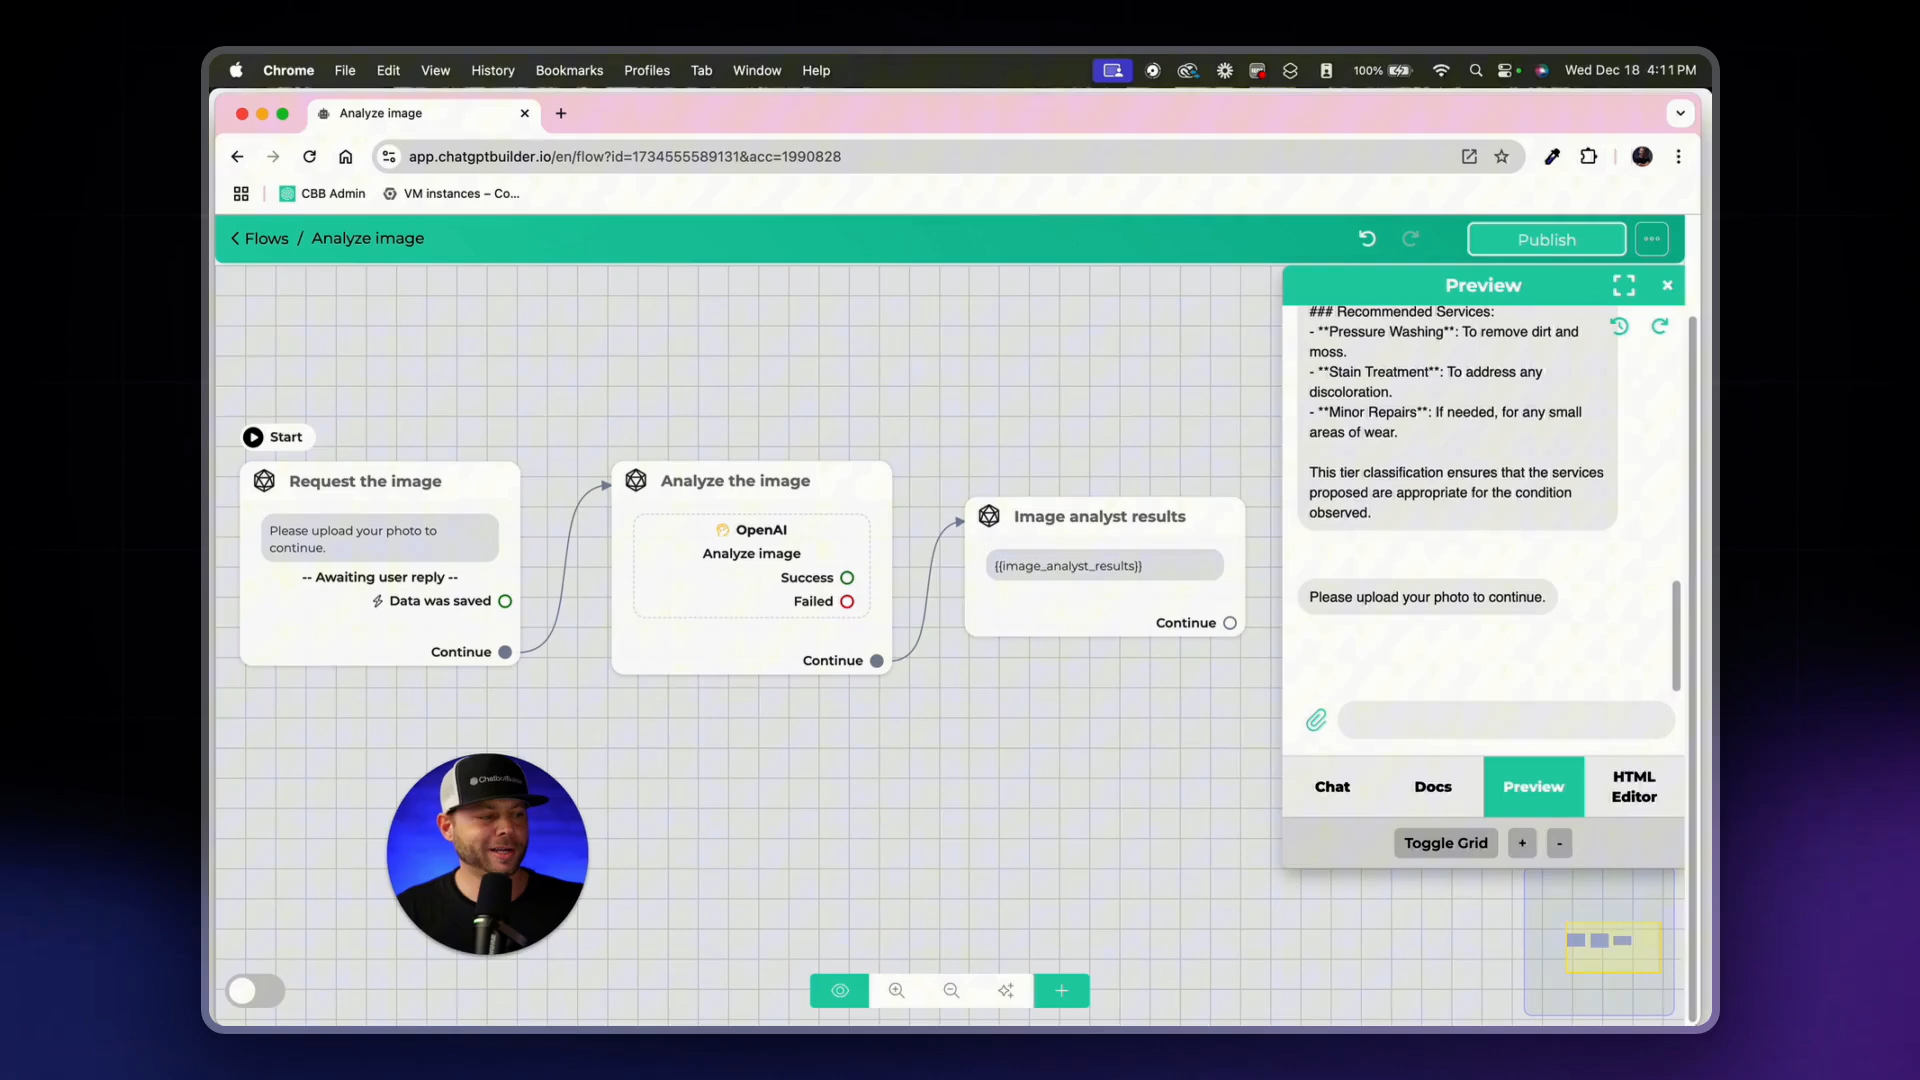 Chrome File Edit View History Bookmarks Profiles Tab Window Help 100% Wed Dec 18 4:11 PM
Analyze image
app.chatgptbuilder.io/en/flow?id=1734555589131&acc=1990828
CBB Admin VM instances – Co...
Flows / Analyze image
Publish
Preview
### Recommended Services:
- **Pressure Washing**: To remove dirt and
moss.
- **Stain Treatment**: To address any
discoloration.
- **Minor Repairs**: If needed, for any small
areas of wear.
This tier classification ensures that the services
proposed are appropriate for the condition
observed.
Please upload your photo to continue.
Start
Request the image
Please upload your photo to
continue.
-- Awaiting user reply --
Data was saved
Continue
Analyze the image
OpenAI
Analyze image
Success
Failed
Continue
Image analyst results
{{image_analyst_results}}
Continue
Chat
Docs
Preview
HTML
Editor
Toggle Grid + -
ChatbotBuilder